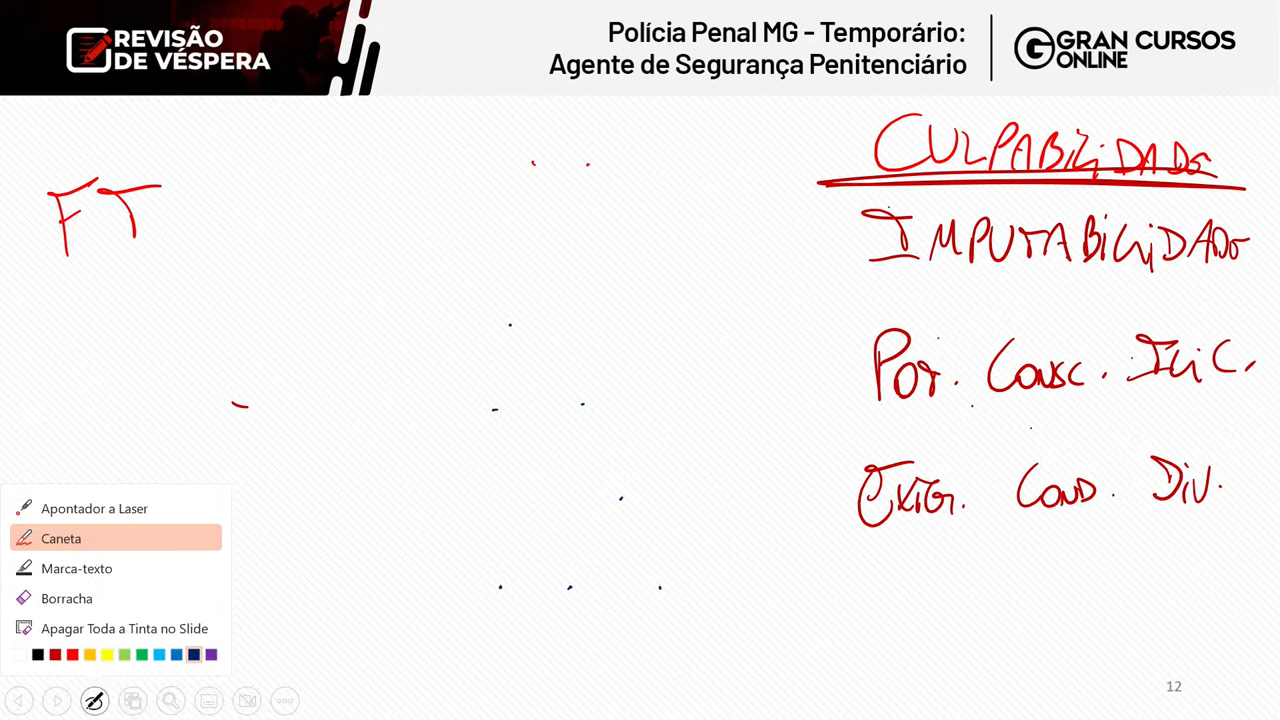 REVISÃO
DE VÉSPERA
Polícia Penal MG - Temporário:
Agente de Segurança Penitenciário
G GRAN CURSOS
ONLINE
FT
CULPABILIDADE
IMPUTABILIDADE
POT. CONSC. ILIC.
EXIG. COND. DIV.
Apontador a Laser
Caneta
Marca-texto
Borracha
Apagar Toda a Tinta no Slide
12